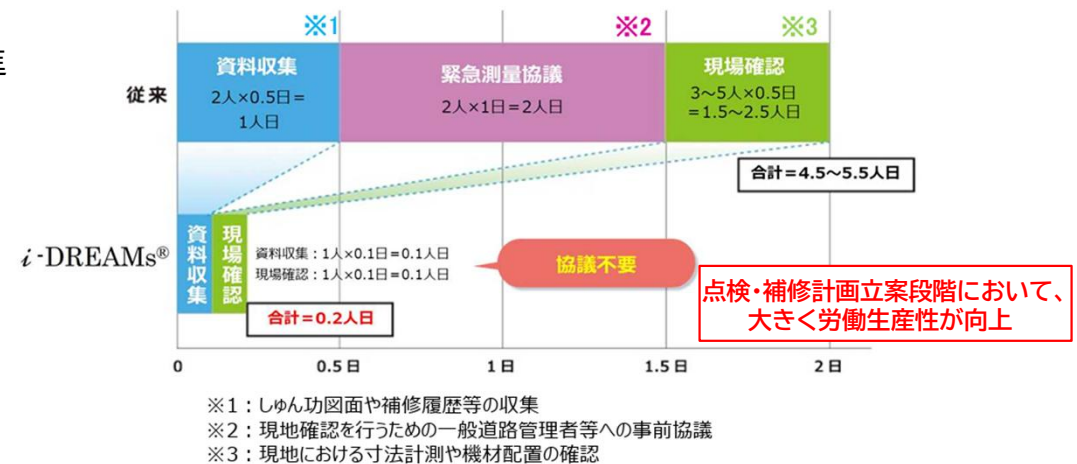 ※1
※2
※3
従来
資料収集
2人×0.5日=
1人日
緊急測量協議
2人×1日=2人日
現場確認
3~5人×0.5日
=1.5~2.5人日
合計=4.5~5.5人日
i-DREAMs®
資料収集
現場確認
資料収集:1人×0.1日=0.1人日
現場確認:1人×0.1日=0.1人日
協議不要
合計=0.2人日
点検・補修計画立案段階において、
大きく労働生産性が向上
0
0.5日
1日
1.5日
2日
※1:しゅん功図面や補修履歴等の収集
※2:現地確認を行うための一般道路管理者等への事前協議
※3:現地における寸法計測や機材配置の確認